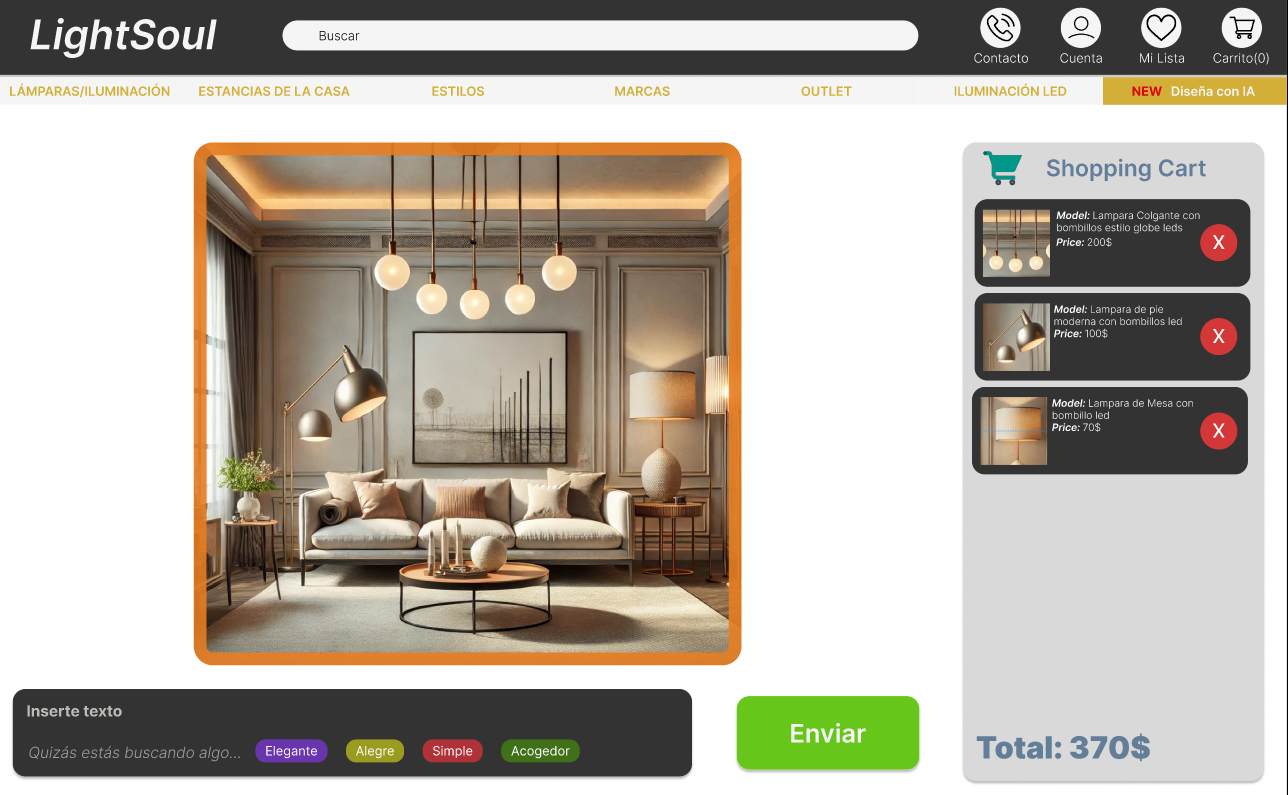 LightSoul
Buscar
Contacto
Cuenta
Mi Lista
Carrito(0)
LÁMPARAS/ILUMINACIÓN
ESTANCIAS DE LA CASA
ESTILOS
MARCAS
OUTLET
ILUMINACIÓN LED
NEW Diseña con IA
Shopping Cart
Model: Lampara Colgante con
bombillos estilo globe leds
Price: 200$
X
Model: Lampara de pie
moderna con bombillos led
Price: 100$
X
Model: Lampara de Mesa con
bombillo led
Price: 70$
X
Total: 370$
Inserte texto
Quizás estás buscando algo...
Elegante
Alegre
Simple
Acogedor
Enviar